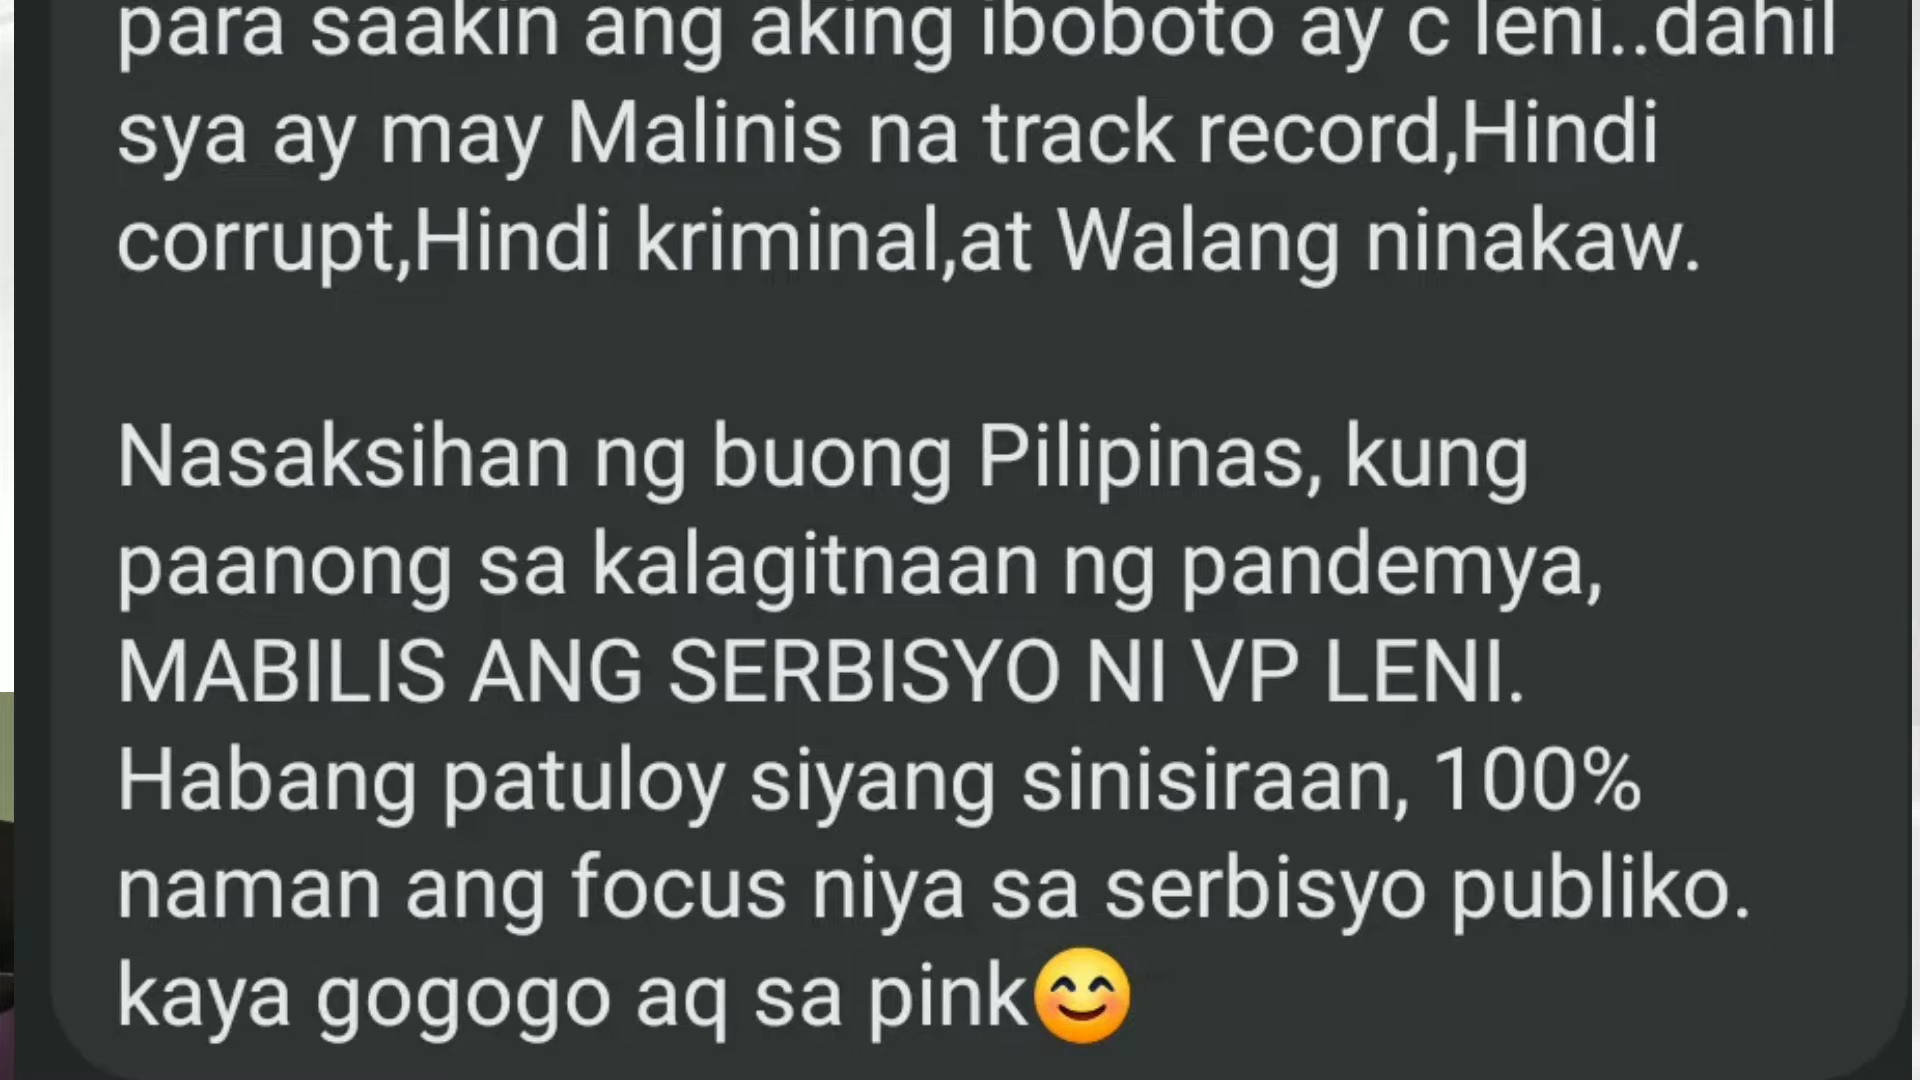 para saakin ang aking iboboto ay c leni..dahil
sya ay may Malinis na track record,Hindi
corrupt,Hindi kriminal,at Walang ninakaw.
Nasaksihan ng buong Pilipinas, kung
paanong sa kalagitnaan ng pandemya,
MABILIS ANG SERBISYO NI VP LENI.
Habang patuloy siyang sinisiraan, 100%
naman ang focus niya sa serbisyo publiko.
kaya gogogo aq sa pink😊